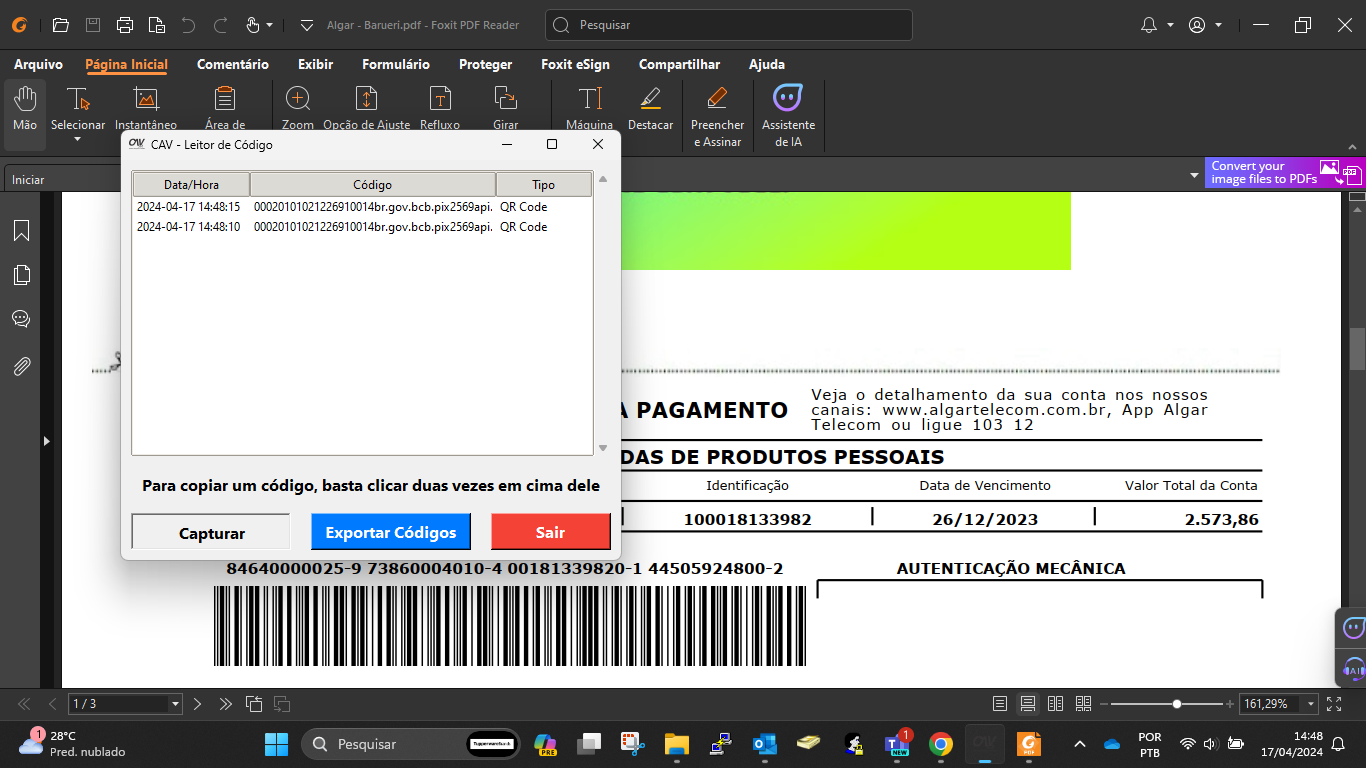 Algar - Barueri.pdf - Foxit PDF Reader
Pesquisar
Arquivo
Página Inicial
Comentário
Exibir
Formulário
Proteger
Foxit eSign
Compartilhar
Ajuda
Mão
Selecionar
Instantâneo
Área de
Zoom
Opção de Ajuste
Refluxo
Girar
Máquina
Destacar
Preencher
e Assinar
Assistente
de IA
Iniciar
Convert your
image files to PDFs
CAV - Leitor de Código
Data/Hora Código Tipo
2024-04-17 14:48:15 00020101021226910014br.gov.bcb.pix2569api. QR Code
2024-04-17 14:48:10 00020101021226910014br.gov.bcb.pix2569api. QR Code
Para copiar um código, basta clicar duas vezes em cima dele
Capturar
Exportar Códigos
Sair
A PAGAMENTO
Veja o detalhamento da sua conta nos nossos
canais: www.algartelecom.com.br, App Algar
Telecom ou ligue 103 12
DAS DE PRODUTOS PESSOAIS
Identificação Data de Vencimento Valor Total da Conta
100018133982 26/12/2023 2.573,86
84640000025-9 73860004010-4 00181339820-1 44505924800-2
AUTENTICAÇÃO MECÂNICA
1 / 3
161,29%
1
28°C
Pred. nublado
Pesquisar
PRE
1
NEW
PDF
POR
PTB
14:48
17/04/2024